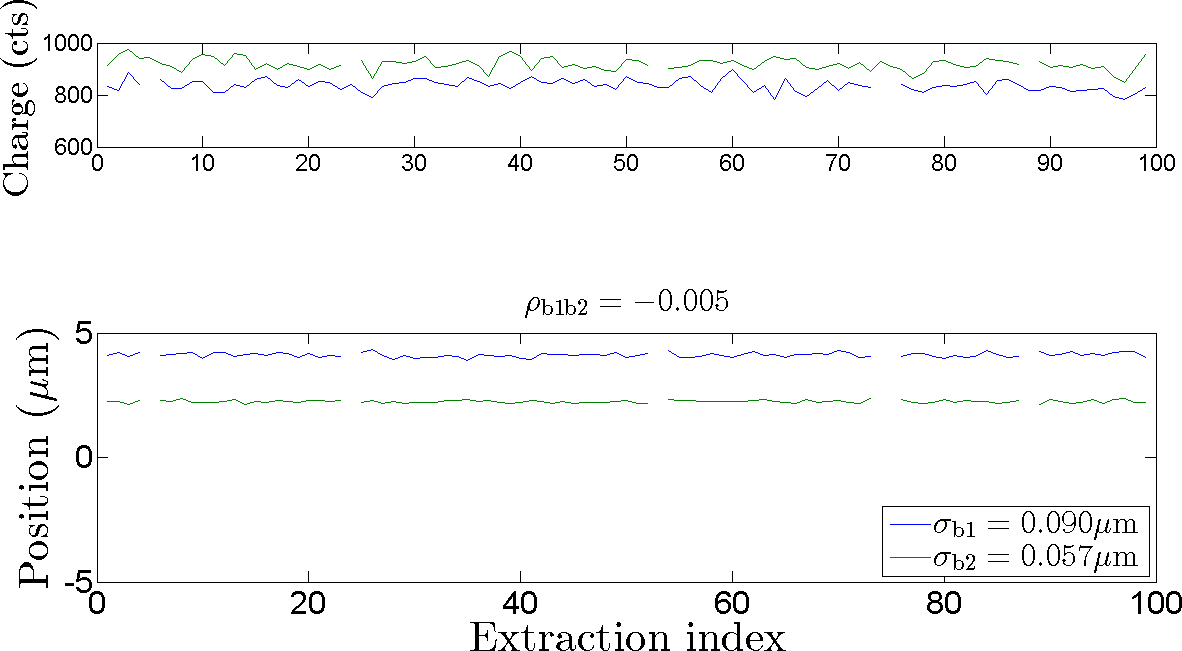 Charge (cts)
1000
800
600
0 10 20 30 40 50 60 70 80 90 100
ρb1b2 = −0.005
Position (μm)
5
0
-5
σb1 = 0.090μm
σb2 = 0.057μm
0 20 40 60 80 100
Extraction index